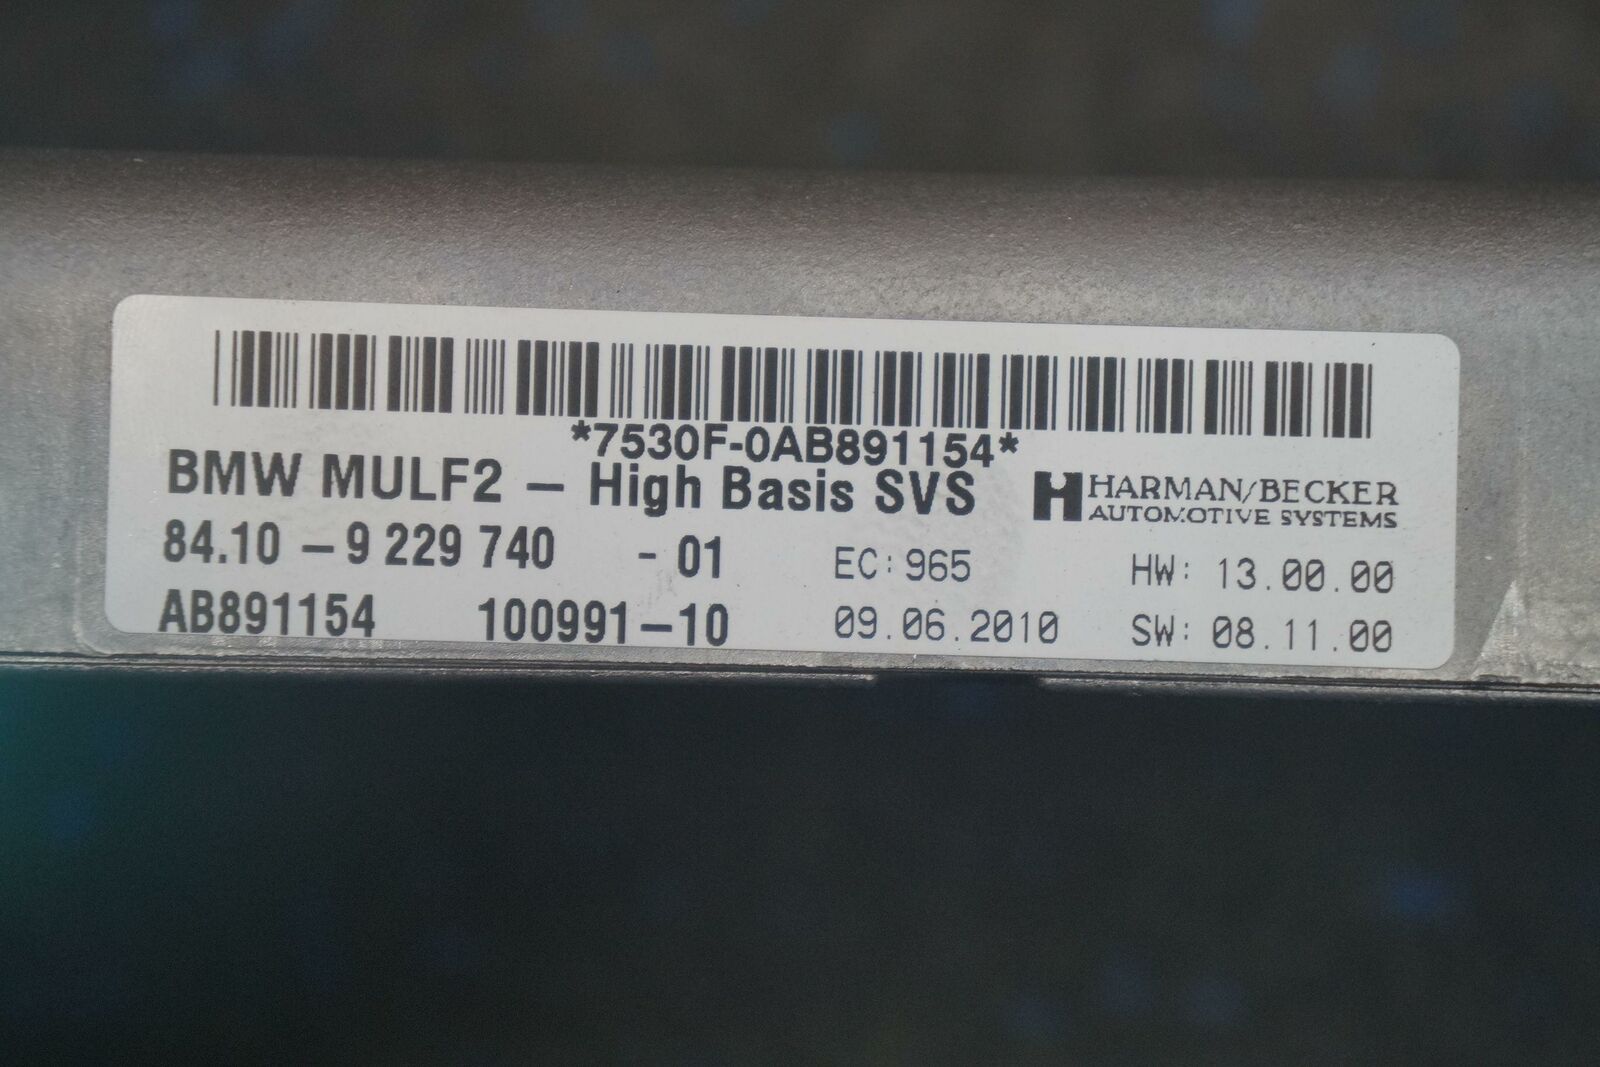 *7530F-0AB891154*
BMW MULF2 – High Basis SVS
HARMAN/BECKER
AUTOMOTIVE SYSTEMS
84.10 – 9 229 740 - 01 EC: 965 HW: 13.00.00
AB891154 100991–10 09.06.2010 SW: 08.11.00